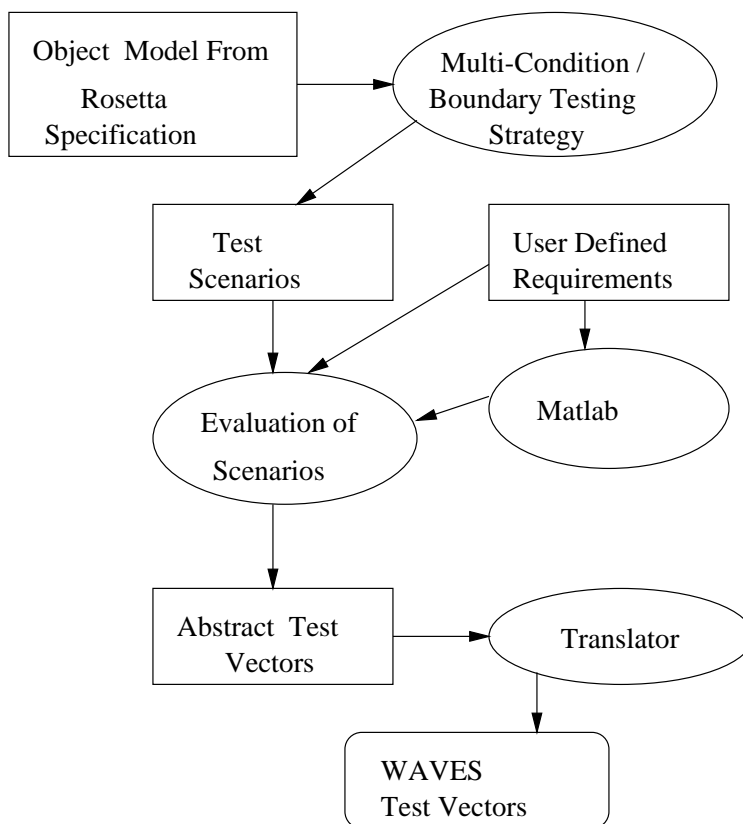 Object Model From
Rosetta
Specification
Multi-Condition /
Boundary Testing
Strategy
Test
Scenarios
User Defined
Requirements
Evaluation of
Scenarios
Matlab
Abstract Test
Vectors
Translator
WAVES
Test Vectors